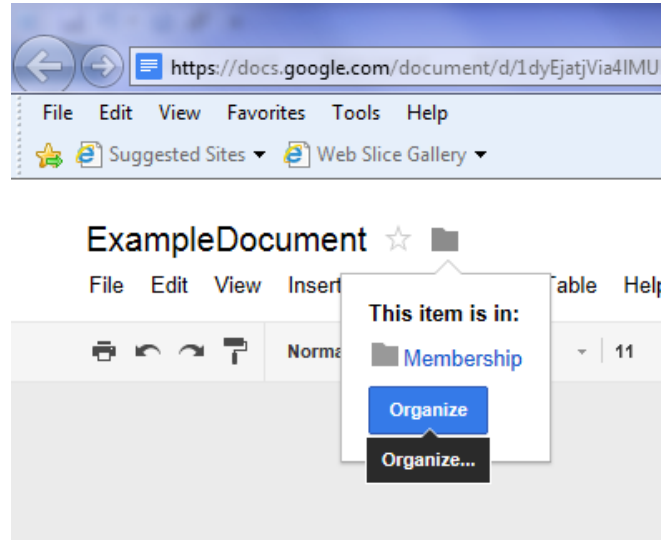 https://docs.google.com/document/d/1dyEjatjVia4IMU
File Edit View Favorites Tools Help
Suggested Sites Web Slice Gallery
ExampleDocument
File Edit View Insert Table Help
This item is in:
Norma 11
Membership
Organize
Organize...